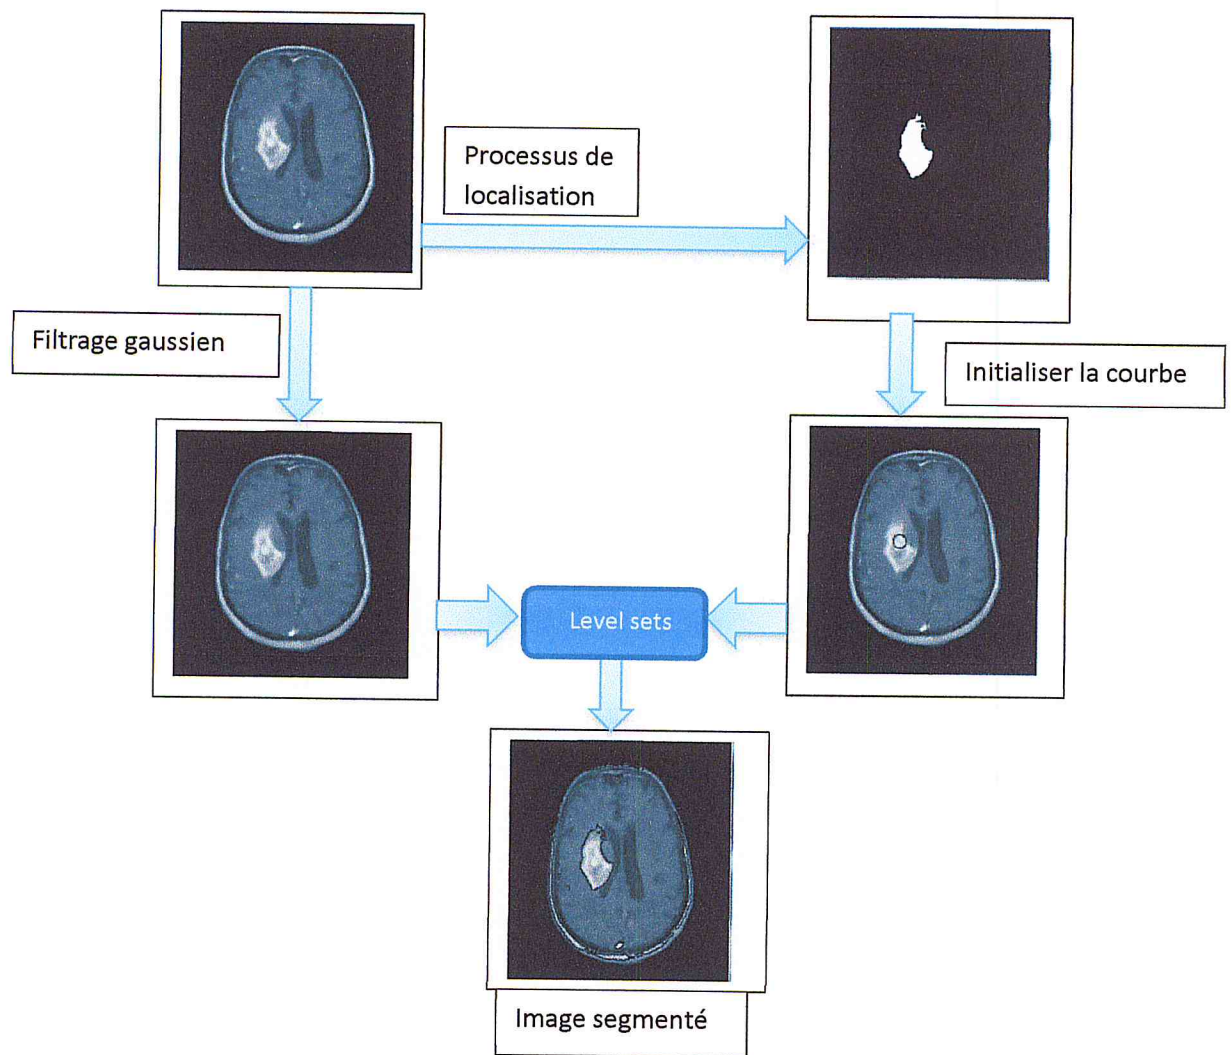 Processus de
localisation
Filtrage gaussien
Initialiser la courbe
Level sets
Image segmenté